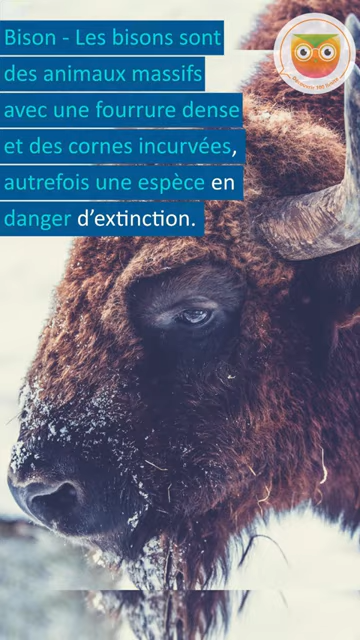 Bison - Les bisons sont
des animaux massifs
avec une fourrure dense
et des cornes incurvées,
autrefois une espèce en
danger d’extinction.